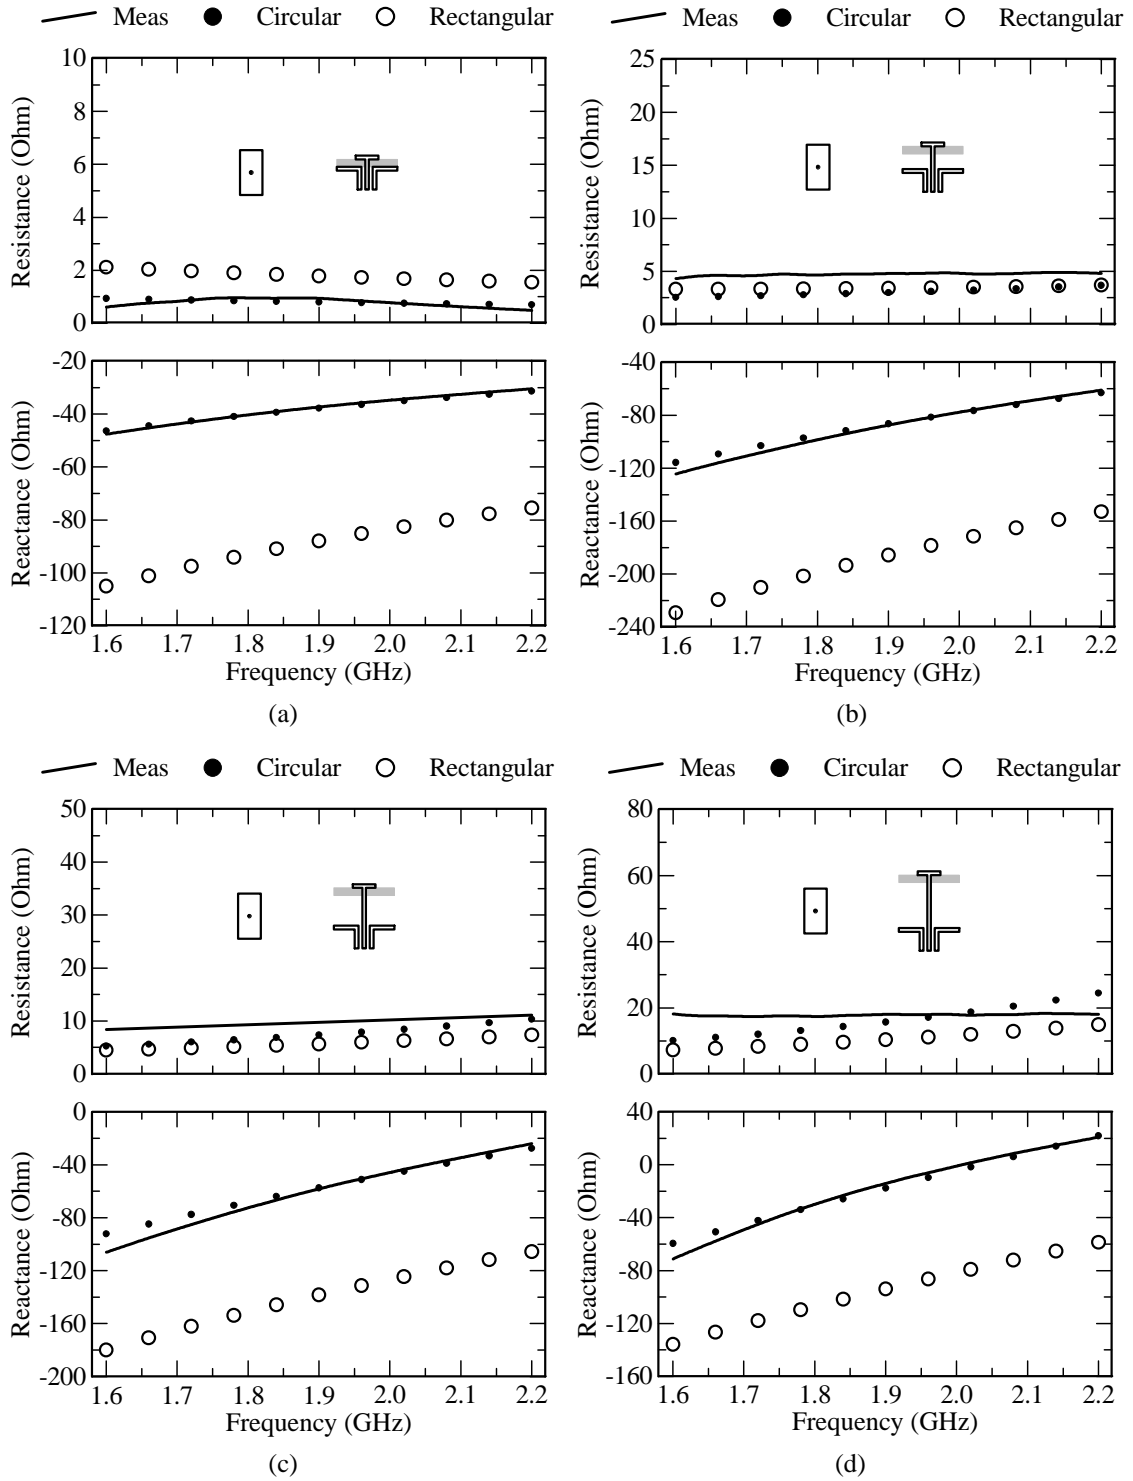 Meas Circular Rectangular
Meas Circular Rectangular
10
8
6
4
2
0
Resistance (Ohm)
25
20
15
10
5
0
Resistance (Ohm)
-20
-40
-60
-80
-100
-120
Reactance (Ohm)
1.6 1.7 1.8 1.9 2.0 2.1 2.2
Frequency (GHz)
(a)
-40
-80
-120
-160
-200
-240
Reactance (Ohm)
1.6 1.7 1.8 1.9 2.0 2.1 2.2
Frequency (GHz)
(b)
Meas Circular Rectangular
Meas Circular Rectangular
50
40
30
20
10
0
Resistance (Ohm)
80
60
40
20
0
Resistance (Ohm)
0
-40
-80
-120
-160
-200
Reactance (Ohm)
1.6 1.7 1.8 1.9 2.0 2.1 2.2
Frequency (GHz)
(c)
40
0
-40
-80
-120
-160
Reactance (Ohm)
1.6 1.7 1.8 1.9 2.0 2.1 2.2
Frequency (GHz)
(d)